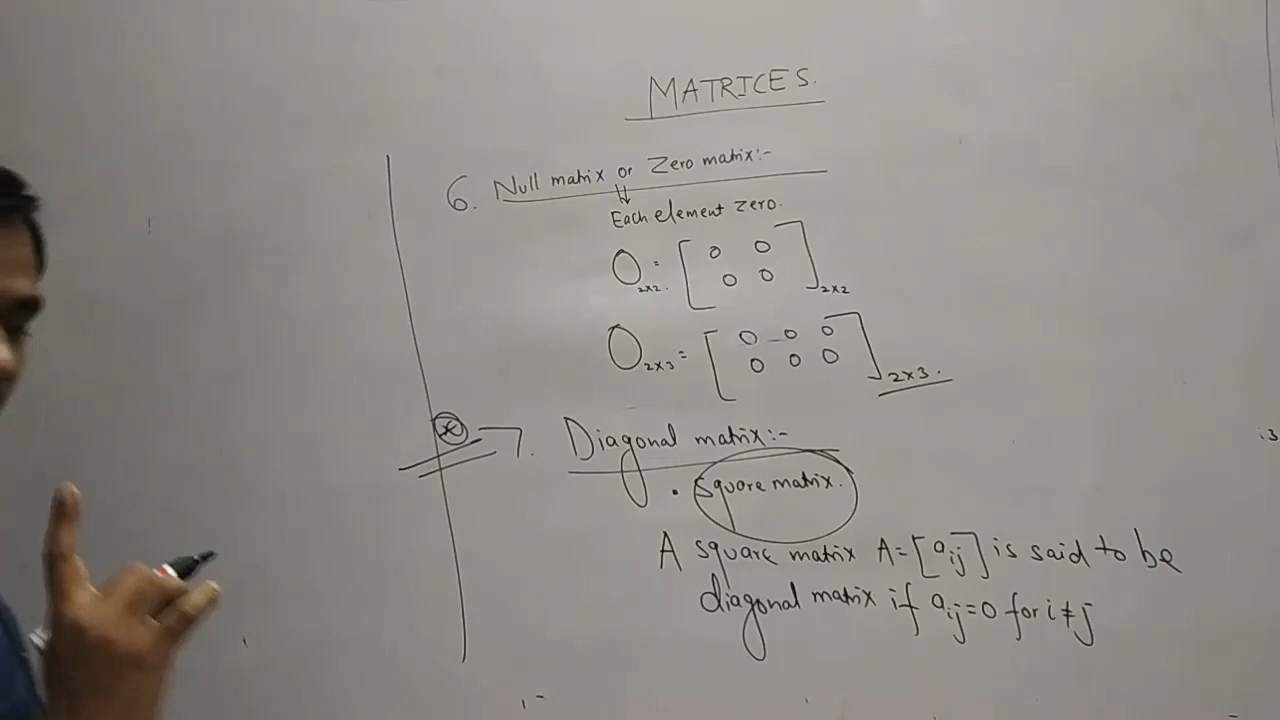 MATRICES.
6. Null matrix or Zero matrix:-
⇓
Each element zero.
O2x2. = [ 0 0
0 0 ]2x2
O2x3 = [ 0 0 0
0 0 0 ]2x3.
* 7. Diagonal matrix:-
• Square matrix.
A square matrix A=[aij] is said to be
diagonal matrix if aij=0 for i≠j